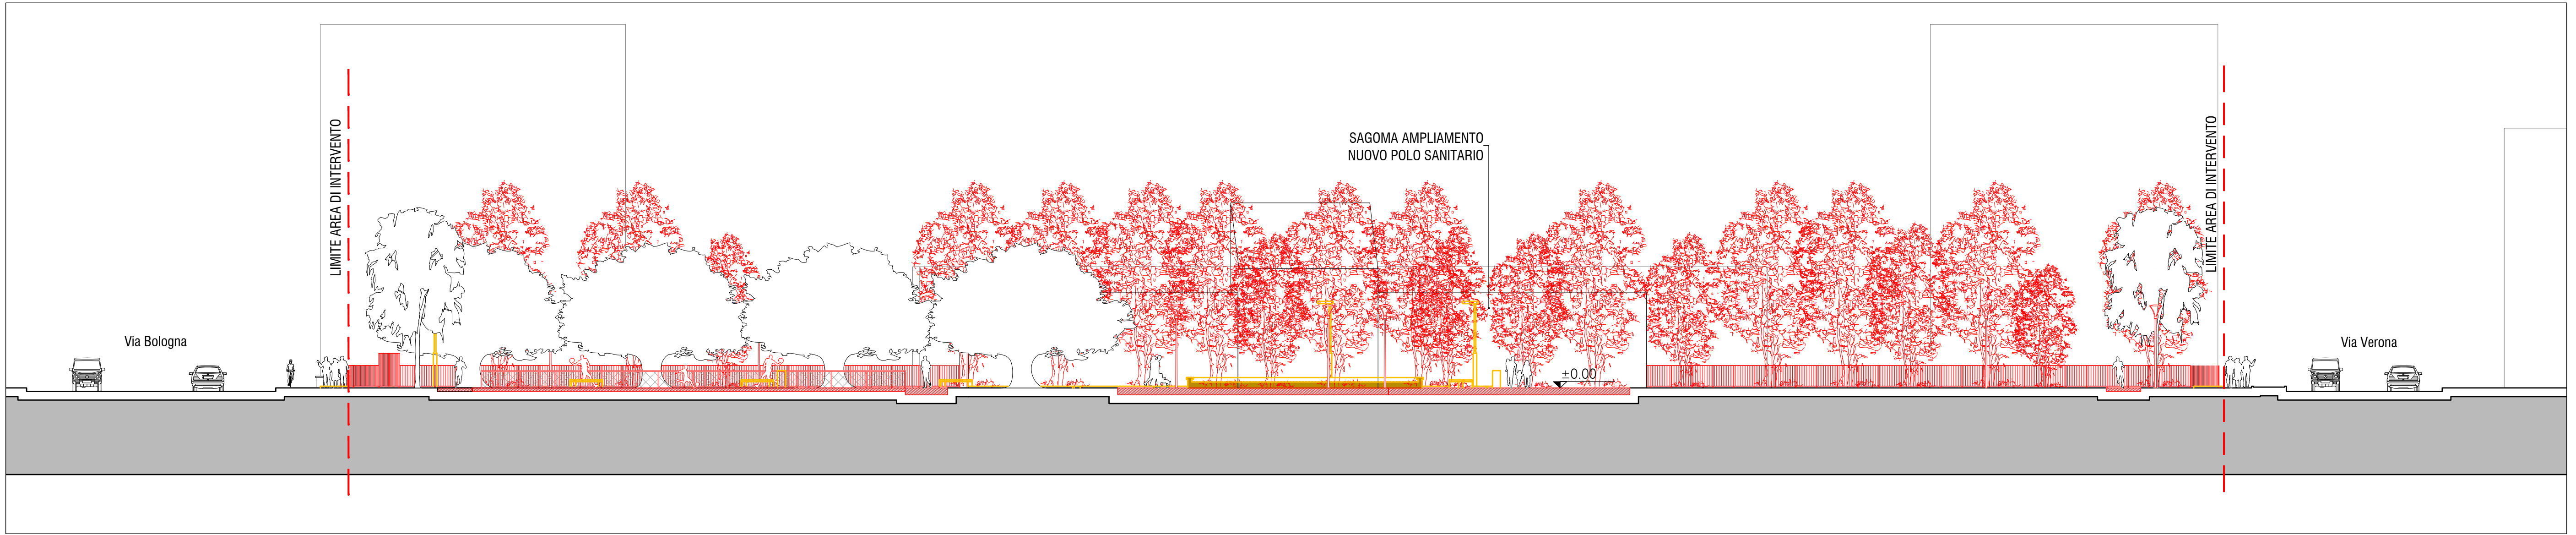 Via Bologna
LIMITE AREA DI INTERVENTO
SAGOMA AMPLIAMENTO
NUOVO POLO SANITARIO
±0.00
LIMITE AREA DI INTERVENTO
Via Verona